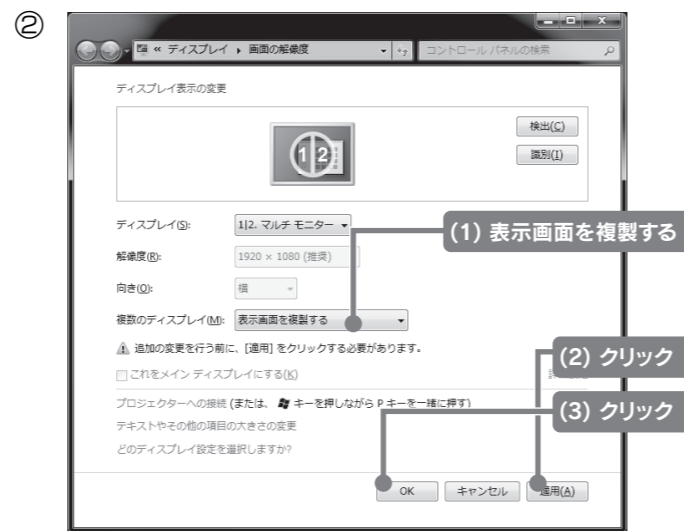 ②
« ディスプレイ ▸ 画面の解像度
コントロール パネルの検索
ディスプレイ表示の変更
1|2
検出(C)
識別(I)
ディスプレイ(S):
1|2. マルチ モニター
(1) 表示画面を複製する
解像度(R):
1920 × 1080 (推奨)
向き(O):
横
複数のディスプレイ(M):
表示画面を複製する
追加の変更を行う前に、[適用] をクリックする必要があります。
(2) クリック
これをメイン ディスプレイにする(K)
プロジェクターへの接続 (または、 キーを押しながら P キーを一緒に押す)
(3) クリック
テキストやその他の項目の大きさの変更
どのディスプレイ設定を選択しますか?
OK
キャンセル
適用(A)